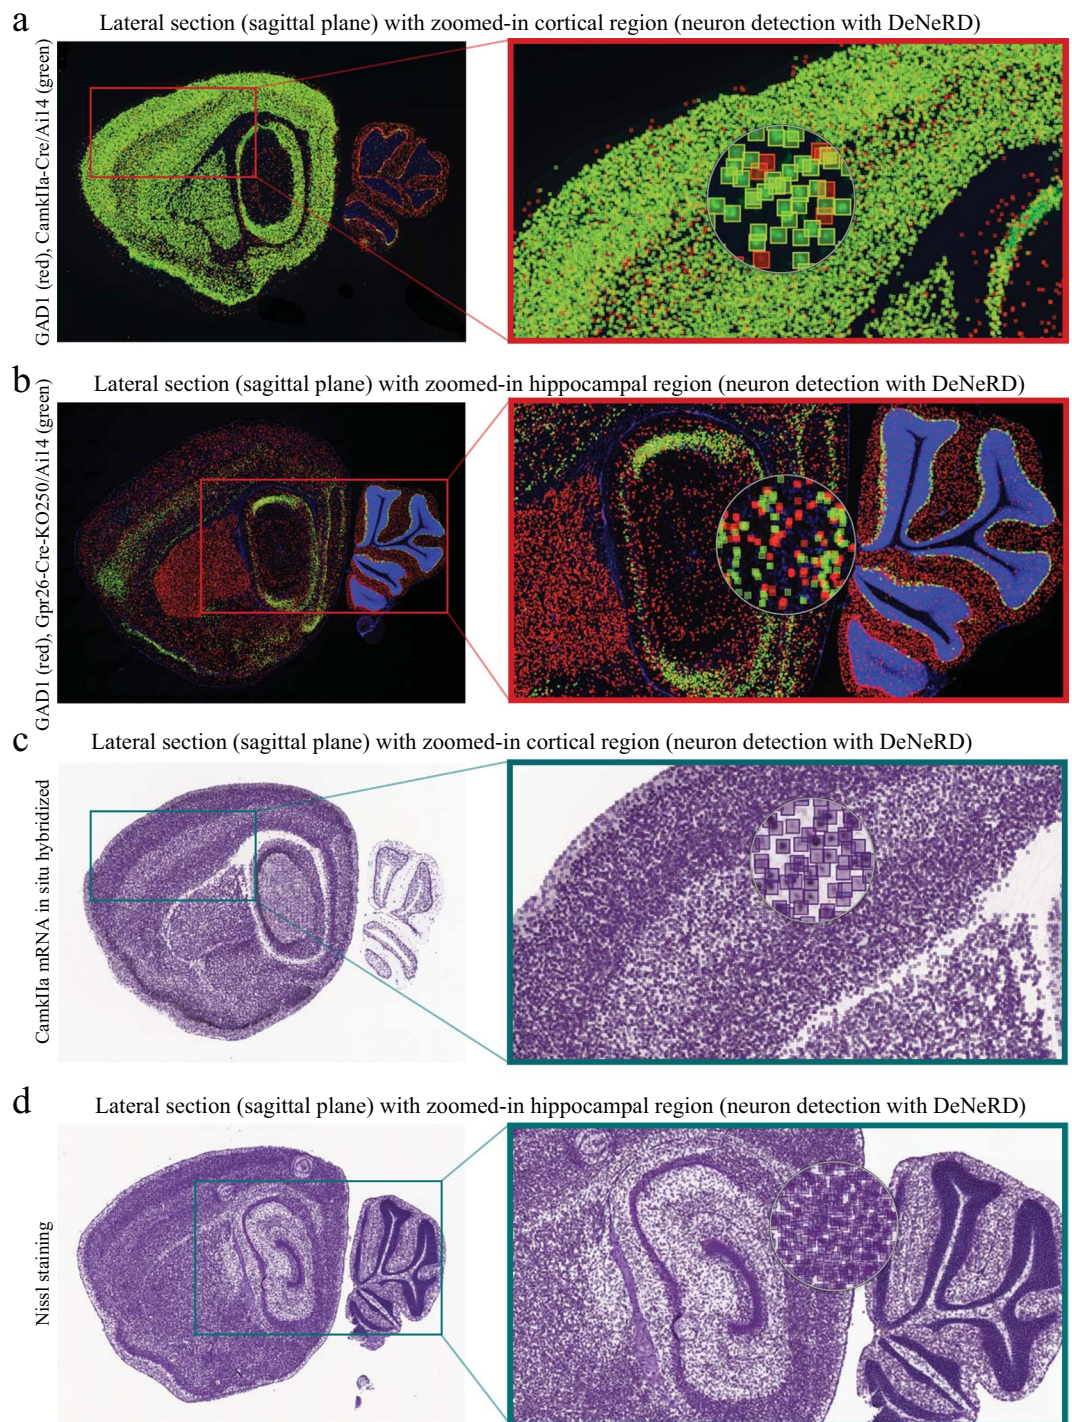 a
Lateral section (sagittal plane) with zoomed-in cortical region (neuron detection with DeNeRD)
GAD1 (red), CamkIIa-Cre/Ai14 (green)
b
Lateral section (sagittal plane) with zoomed-in hippocampal region (neuron detection with DeNeRD)
GAD1 (red), Gpr26-Cre-KO250/Ai14 (green)
c
Lateral section (sagittal plane) with zoomed-in cortical region (neuron detection with DeNeRD)
CamkIIa mRNA in situ hybridized
d
Lateral section (sagittal plane) with zoomed-in hippocampal region (neuron detection with DeNeRD)
Nissl staining